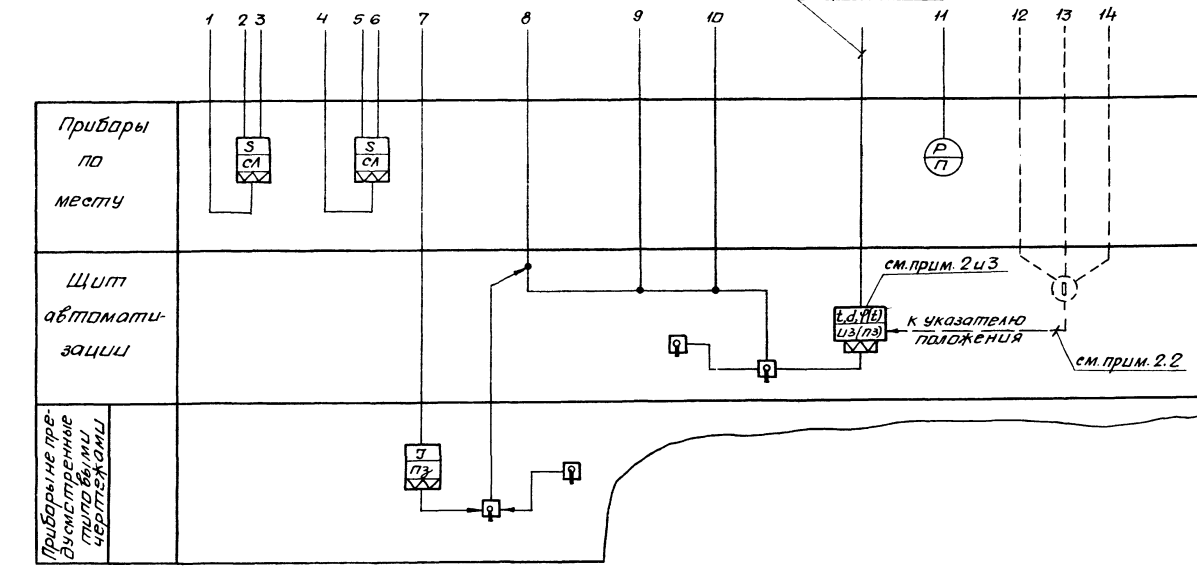 1 2 3 4 5 6 7 8 9 10 11 12 13 14
Приборы
по
месту
S
СЛ
S
СЛ
P
П
Щит
автомати-
зации
см. прим. 2 и 3
t,d,φ(t)
ИЗ(ПЗ)
к указателю
положения
см. прим. 2.2
Приборы не пре-
дусмотренные
типовыми
чертежами
J
ПЗ